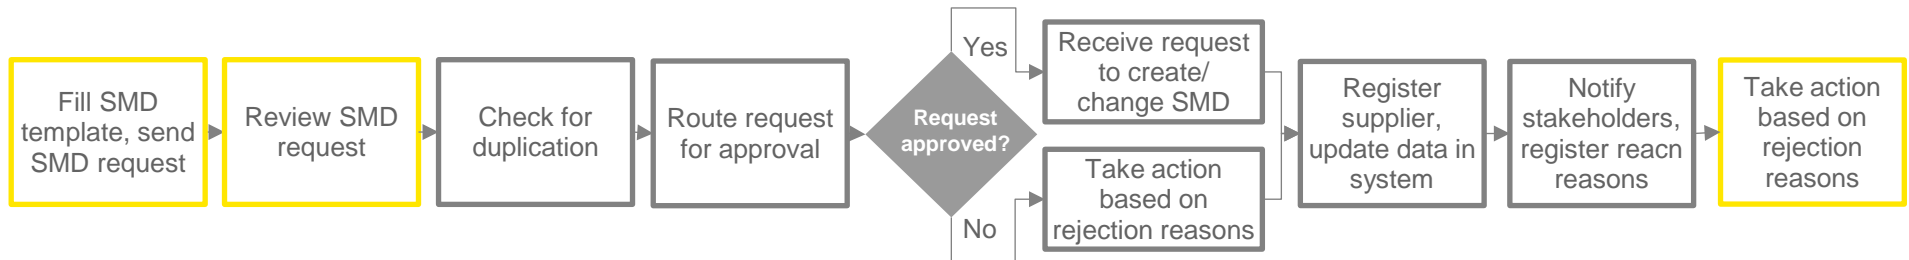 Fill SMD
template, send
SMD request
Review SMD
request
Check for
duplication
Route request
for approval
Request
approved?
Yes
No
Receive request
to create/
change SMD
Take action
based on
rejection reasons
Register
supplier,
update data in
system
Notify
stakeholders,
register reacn
reasons
Take action
based on
rejection
reasons